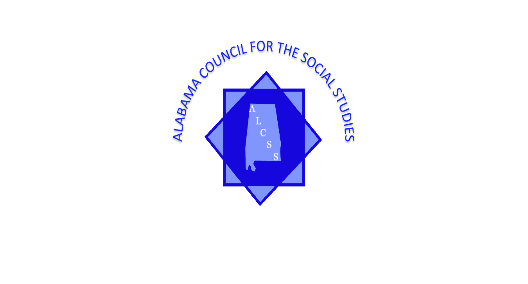 ALABAMA COUNCIL FOR THE SOCIAL STUDIES
A
L
C
S
S